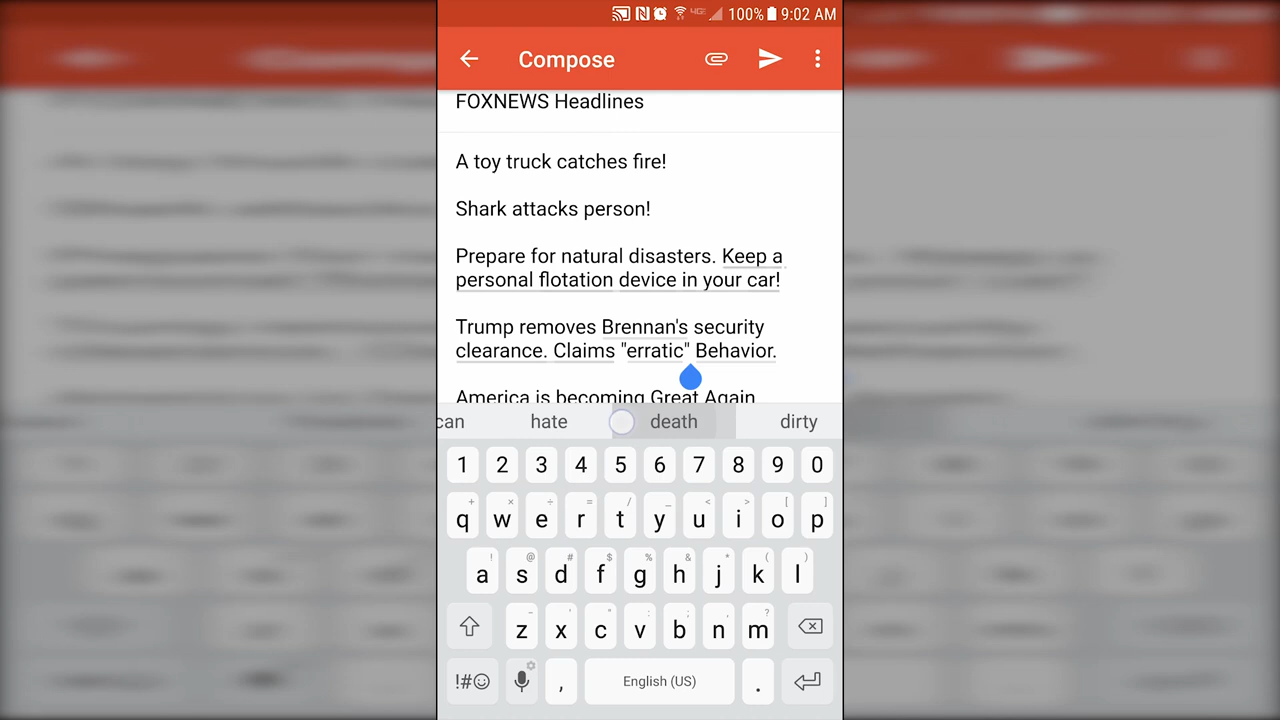 4G 100% 9:02 AM
Compose
FOXNEWS Headlines
A toy truck catches fire!
Shark attacks person!
Prepare for natural disasters. Keep a
personal flotation device in your car!
Trump removes Brennan's security
clearance. Claims "erratic" Behavior.
America is becoming Great Again
can hate death dirty
1 2 3 4 5 6 7 8 9 0
+ × ÷ = / _ < > [ ]
q w e r t y u i o p
! @ # $ % & * ( )
a s d f g h j k l
- ' " : ; , ?
z x c v b n m
!#☺ , English (US) .